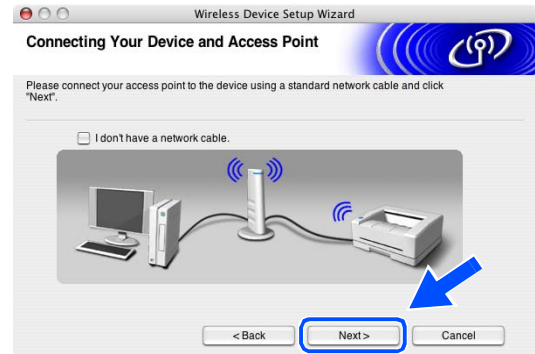 Wireless Device Setup Wizard
Connecting Your Device and Access Point
Please connect your access point to the device using a standard network cable and click
"Next".
I don't have a network cable.
< Back
Next >
Cancel